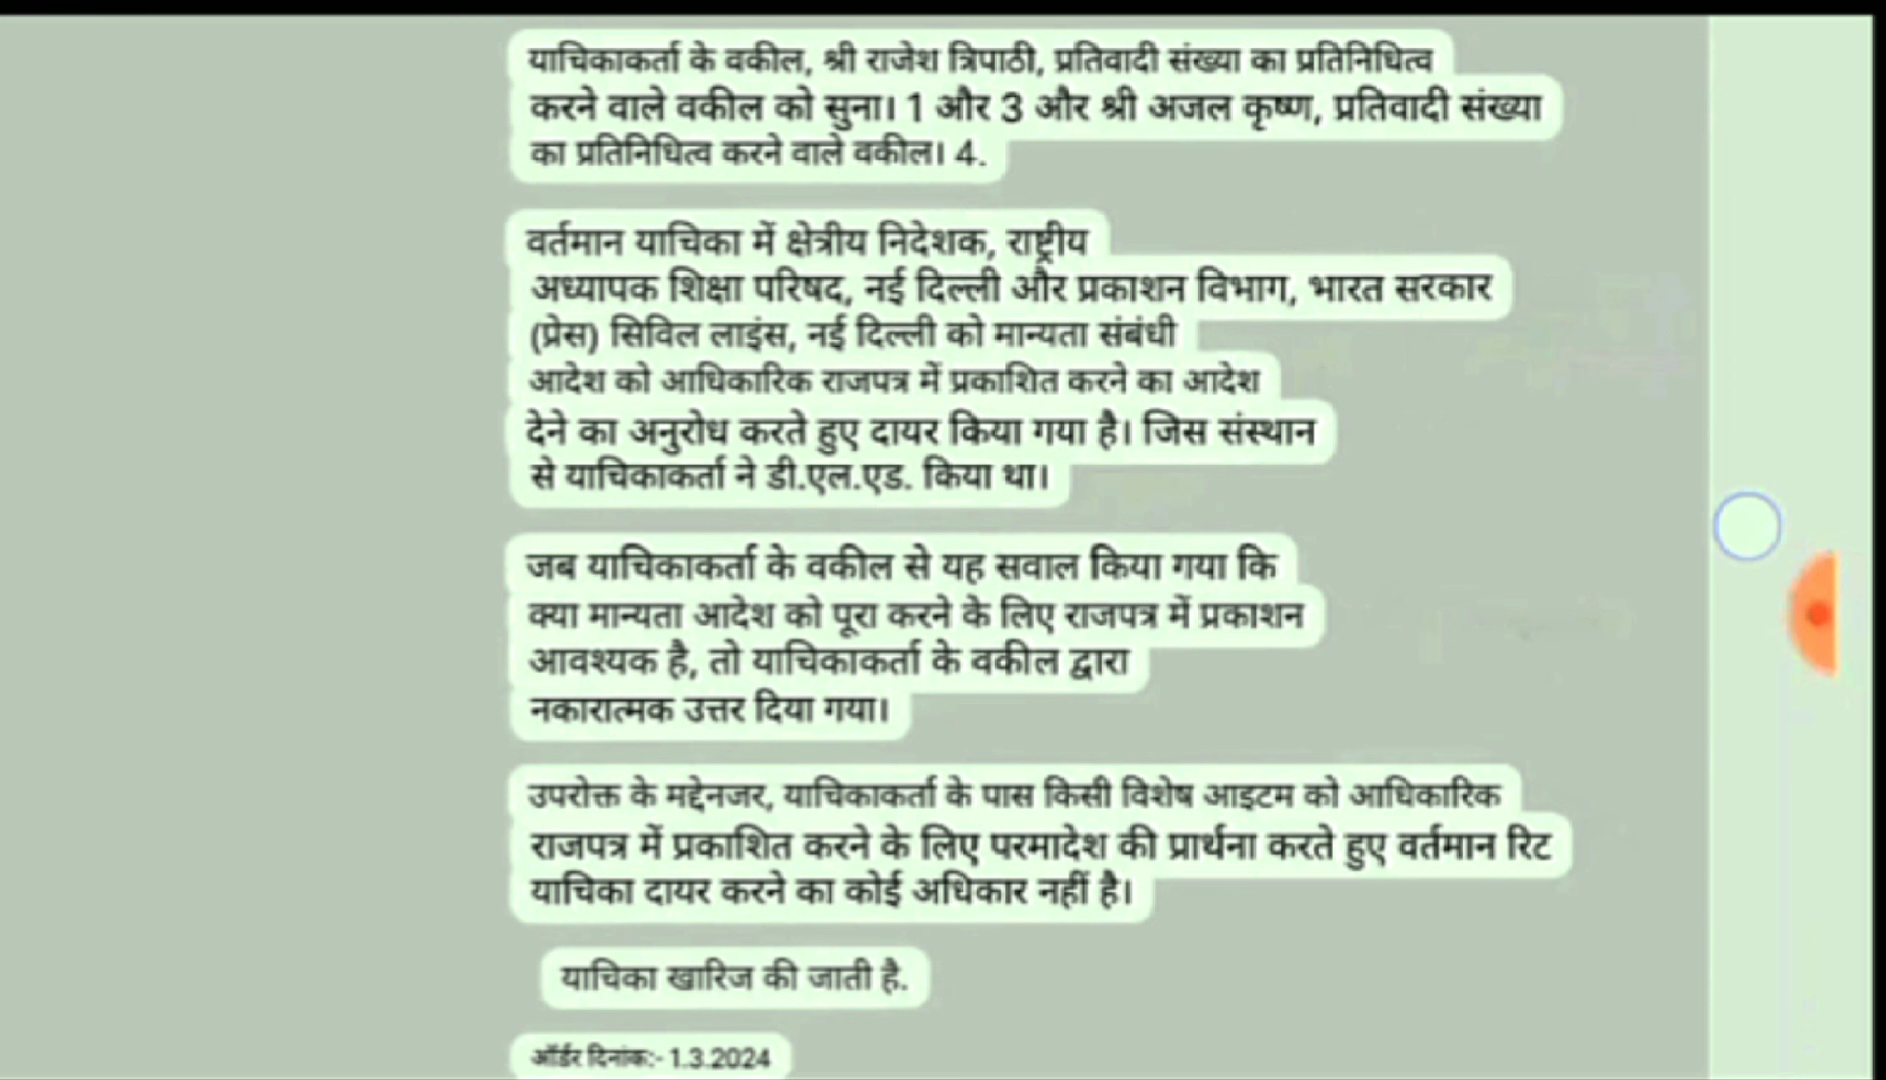 याचिकाकर्ता के वकील, श्री राजेश त्रिपाठी, प्रतिवादी संख्या का प्रतिनिधित्व
करने वाले वकील को सुना। 1 और 3 और श्री अजल कृष्ण, प्रतिवादी संख्या
का प्रतिनिधित्व करने वाले वकील। 4.
वर्तमान याचिका में क्षेत्रीय निदेशक, राष्ट्रीय
अध्यापक शिक्षा परिषद, नई दिल्ली और प्रकाशन विभाग, भारत सरकार
(प्रेस) सिविल लाइंस, नई दिल्ली को मान्यता संबंधी
आदेश को आधिकारिक राजपत्र में प्रकाशित करने का आदेश
देने का अनुरोध करते हुए दायर किया गया है। जिस संस्थान
से याचिकाकर्ता ने डी.एल.एड. किया था।
जब याचिकाकर्ता के वकील से यह सवाल किया गया कि
क्या मान्यता आदेश को पूरा करने के लिए राजपत्र में प्रकाशन
आवश्यक है, तो याचिकाकर्ता के वकील द्वारा
नकारात्मक उत्तर दिया गया।
उपरोक्त के मद्देनजर, याचिकाकर्ता के पास किसी विशेष आइटम को आधिकारिक
राजपत्र में प्रकाशित करने के लिए परमादेश की प्रार्थना करते हुए वर्तमान रिट
याचिका दायर करने का कोई अधिकार नहीं है।
याचिका खारिज की जाती है.
ऑर्डर दिनांक:- 1.3.2024